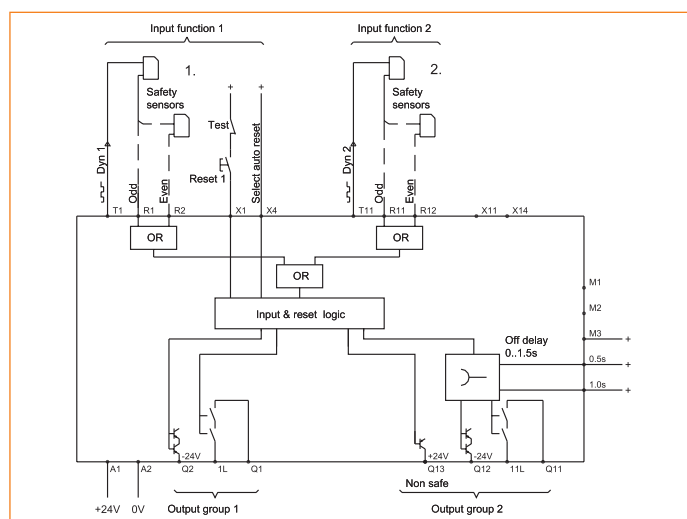 Input function 1
Input function 2
1.
2.
Safety
sensors
Safety
sensors
+
+
Test
Reset 1
Select auto reset
Dyn 1
Odd
Even
Dyn 2
Odd
Even
T1
R1
R2
X1
X4
T11
R11
R12
X11
X14
OR
OR
OR
Input & reset logic
M1
M2
M3
+
Off delay
0..1.5s
0.5s
+
1.0s
+
-24V
+24V
-24V
A1
A2
Q2
1L
Q1
Q13
Q12
11L
Q11
Non safe
+24V
0V
Output group 1
Output group 2